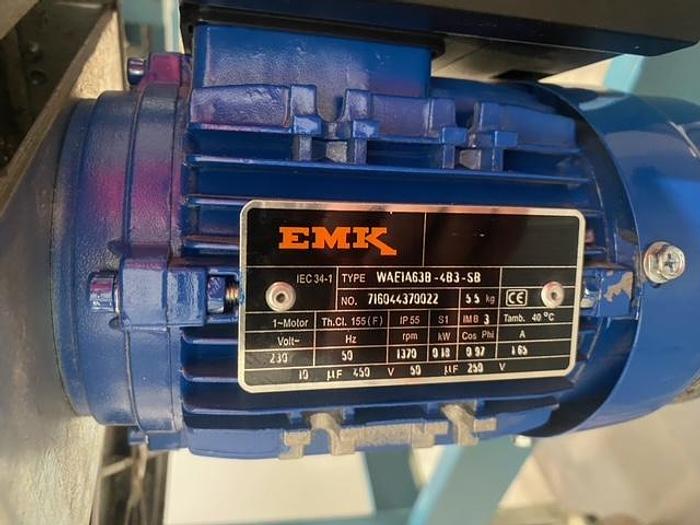 EMK
IEC 34-1 TYPE WAE1A63B-4B3-SB
NO. 716044370022 5.5 kg CE
1~Motor Th.Cl. 155(F) IP 55 S1 IMB 3 Tamb. 40 °C
Volt~ Hz rpm kW Cos Phi A
230 50 1370 0.18 0.97 1.65
10 µF 450 V 50 µF 250 V